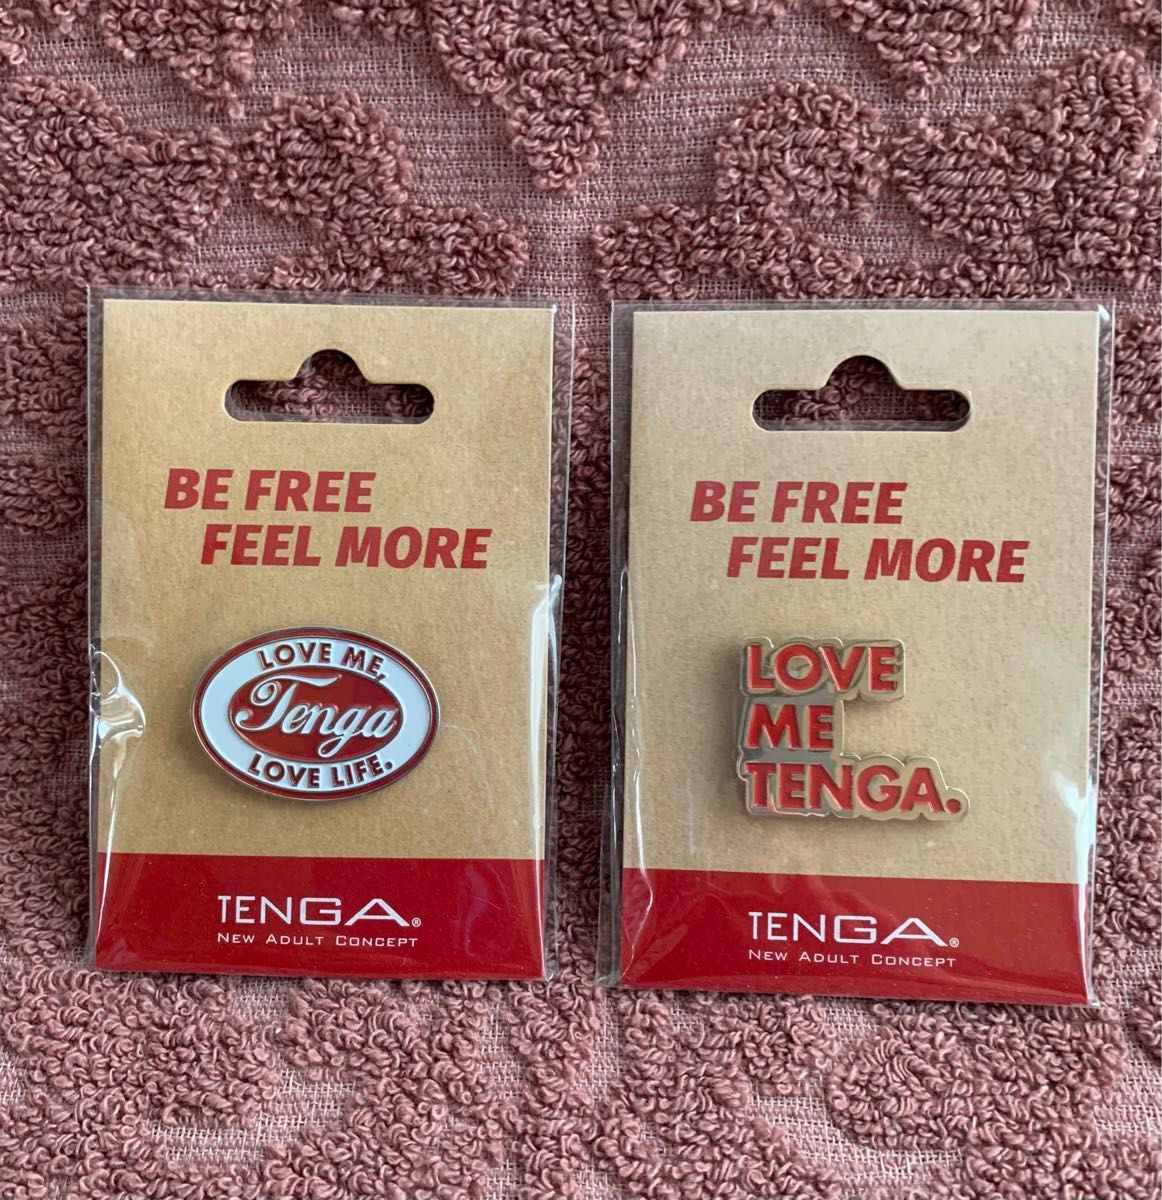 BE FREE
FEEL MORE
LOVE ME,
Tenga
LOVE LIFE.
TENGA®
NEW ADULT CONCEPT
BE FREE
FEEL MORE
LOVE
ME
TENGA.
TENGA®
NEW ADULT CONCEPT